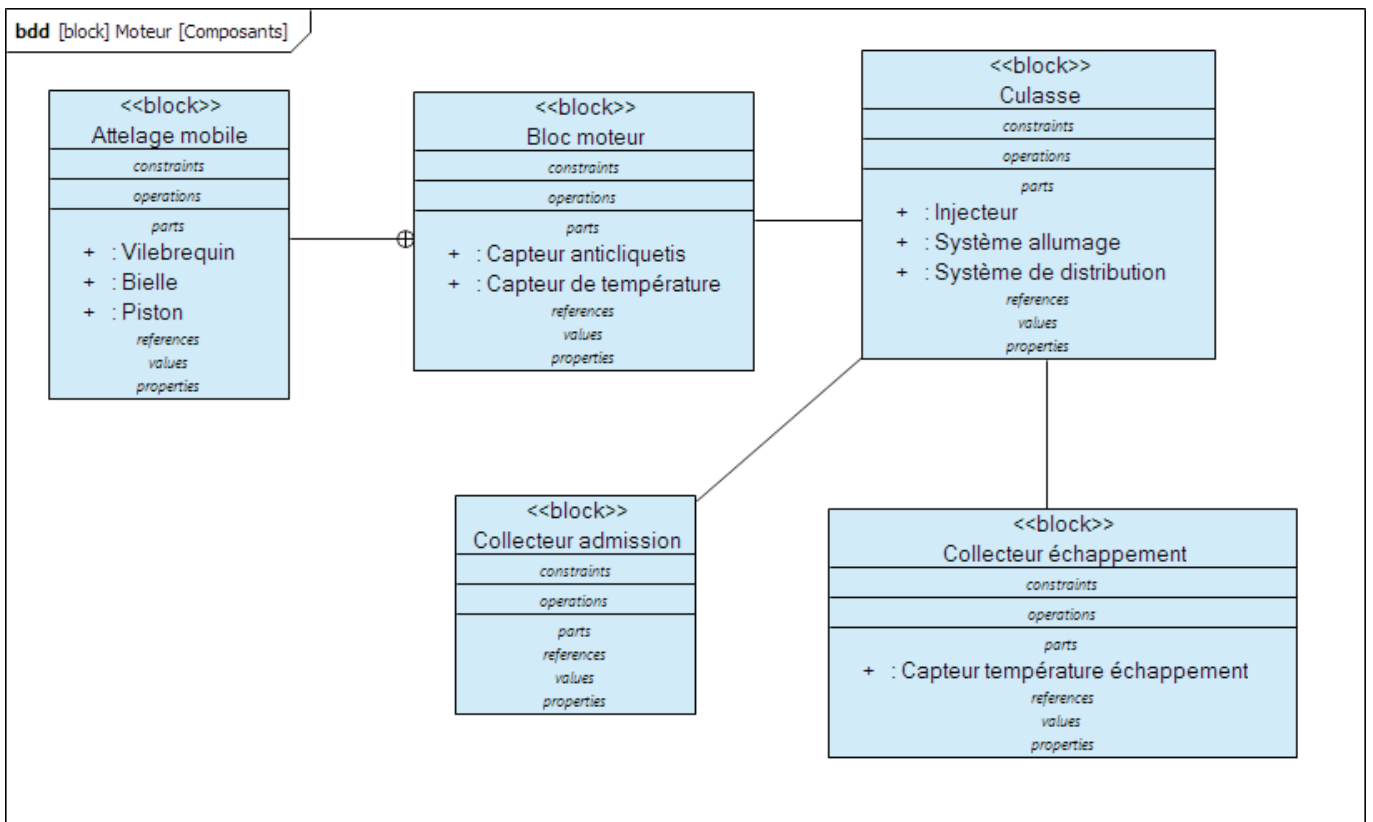 bdd [block] Moteur [Composants]
<<block>>
Attelage mobile
constraints
operations
parts
+ : Vilebrequin
+ : Bielle
+ : Piston
references
values
properties
<<block>>
Bloc moteur
constraints
operations
parts
+ : Capteur anticliquetis
+ : Capteur de température
references
values
properties
<<block>>
Culasse
constraints
operations
parts
+ : Injecteur
+ : Système allumage
+ : Système de distribution
references
values
properties
<<block>>
Collecteur admission
constraints
operations
parts
references
values
properties
<<block>>
Collecteur échappement
constraints
operations
parts
+ : Capteur température échappement
references
values
properties